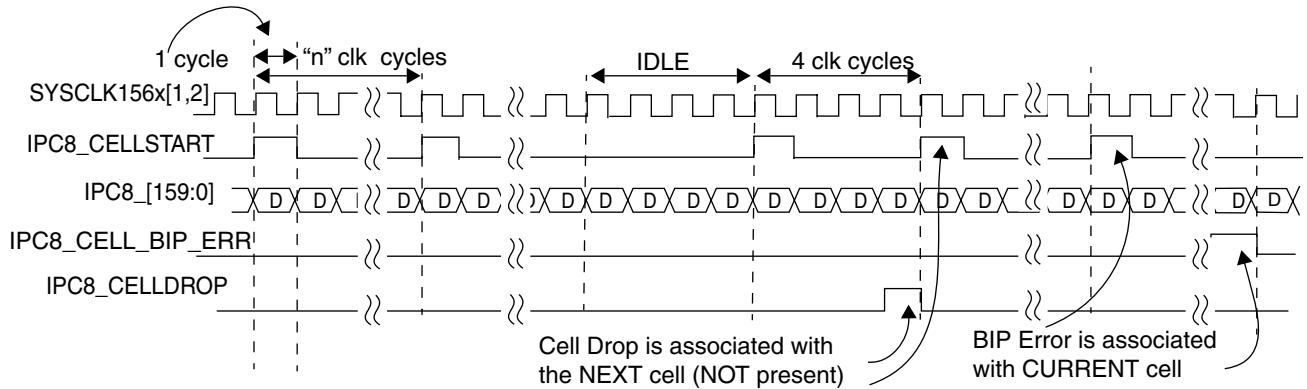 1 cycle
“n” clk cycles
IDLE
4 clk cycles
SYSCLK156x[1,2]
IPC8_CELLSTART
IPC8_[159:0]
D D D D D D D D D D D D D D D D D D D D D
IPC8_CELL_BIP_ERR
IPC8_CELLDROP
Cell Drop is associated with
the NEXT cell (NOT present)
BIP Error is associated
with CURRENT cell